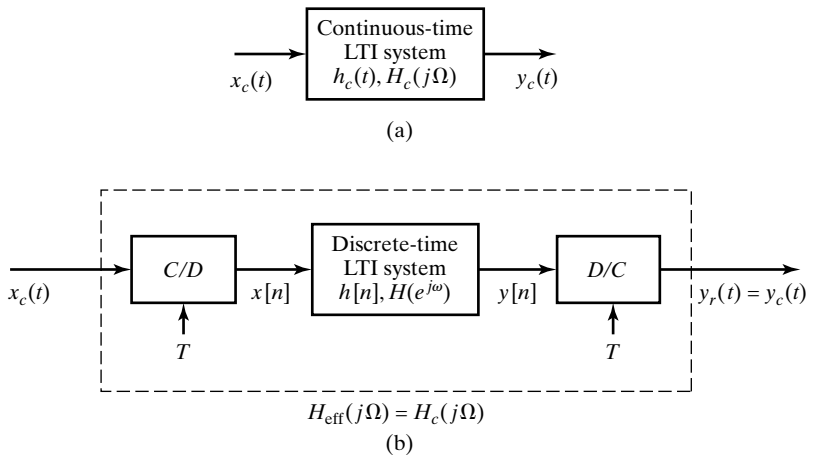 Continuous-time
LTI system
h_c(t), H_c(jΩ)
x_c(t)
y_c(t)
(a)
C/D
Discrete-time
LTI system
h[n], H(e^{jω})
D/C
x_c(t)
x[n]
y[n]
y_r(t) = y_c(t)
T
T
H_eff(jΩ) = H_c(jΩ)
(b)